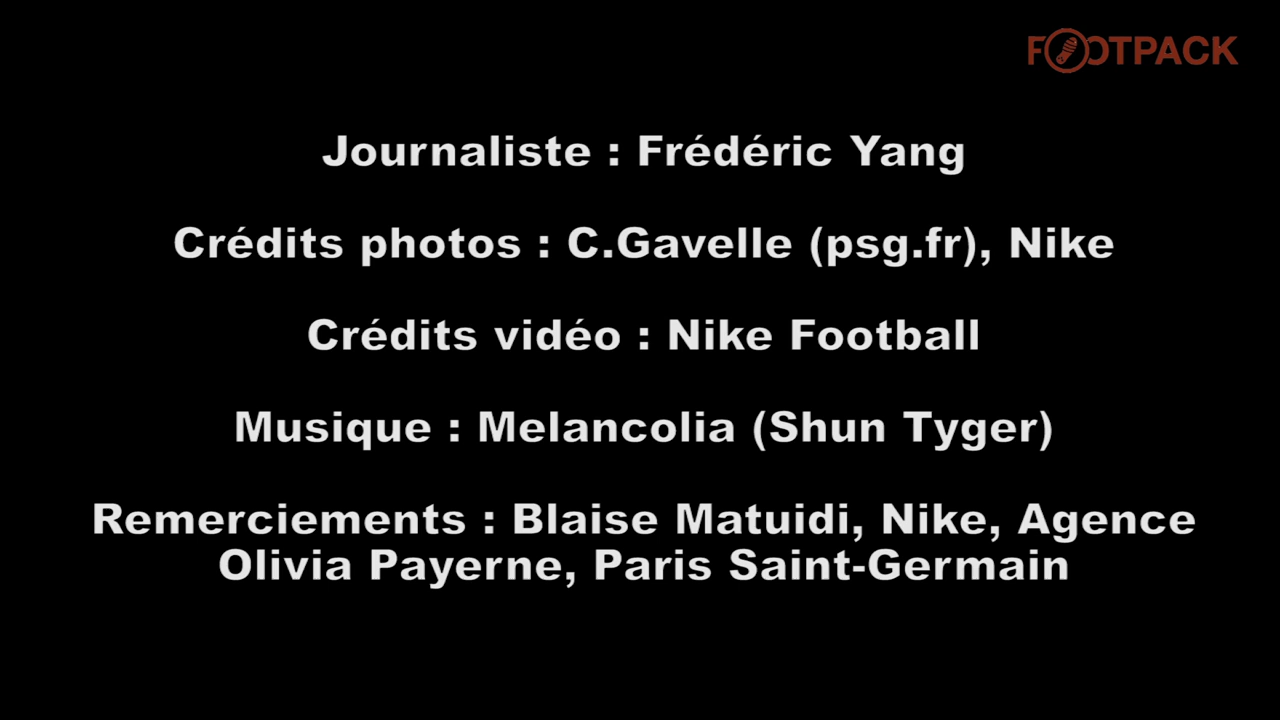 FOOTPACK
Journaliste : Frédéric Yang
Crédits photos : C.Gavelle (psg.fr), Nike
Crédits vidéo : Nike Football
Musique : Melancolia (Shun Tyger)
Remerciements : Blaise Matuidi, Nike, Agence
Olivia Payerne, Paris Saint-Germain